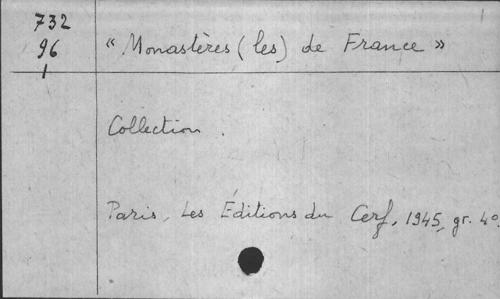 732
96
1
« Monastères (les) de France »
Collection .
Paris, Les Éditions du Cerf, 1945, gr. 4°.